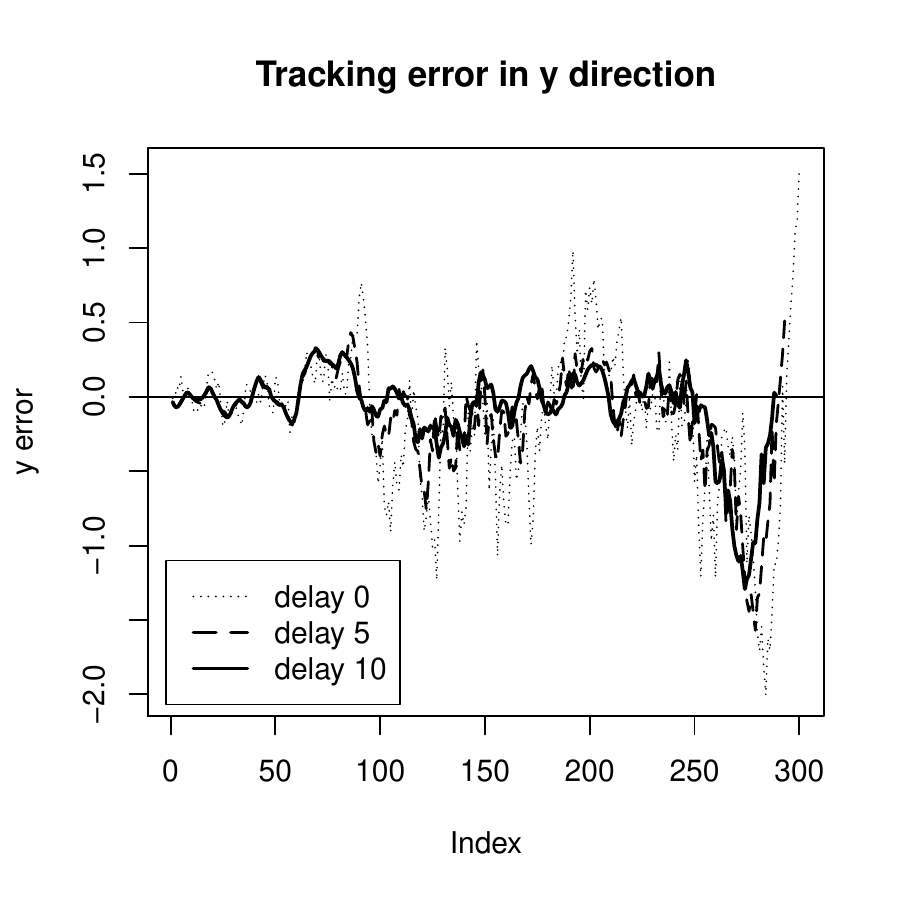 Tracking error in y direction
y error
1.5
1.0
0.5
0.0
−1.0
−2.0
delay 0
delay 5
delay 10
0 50 100 150 200 250 300
Index